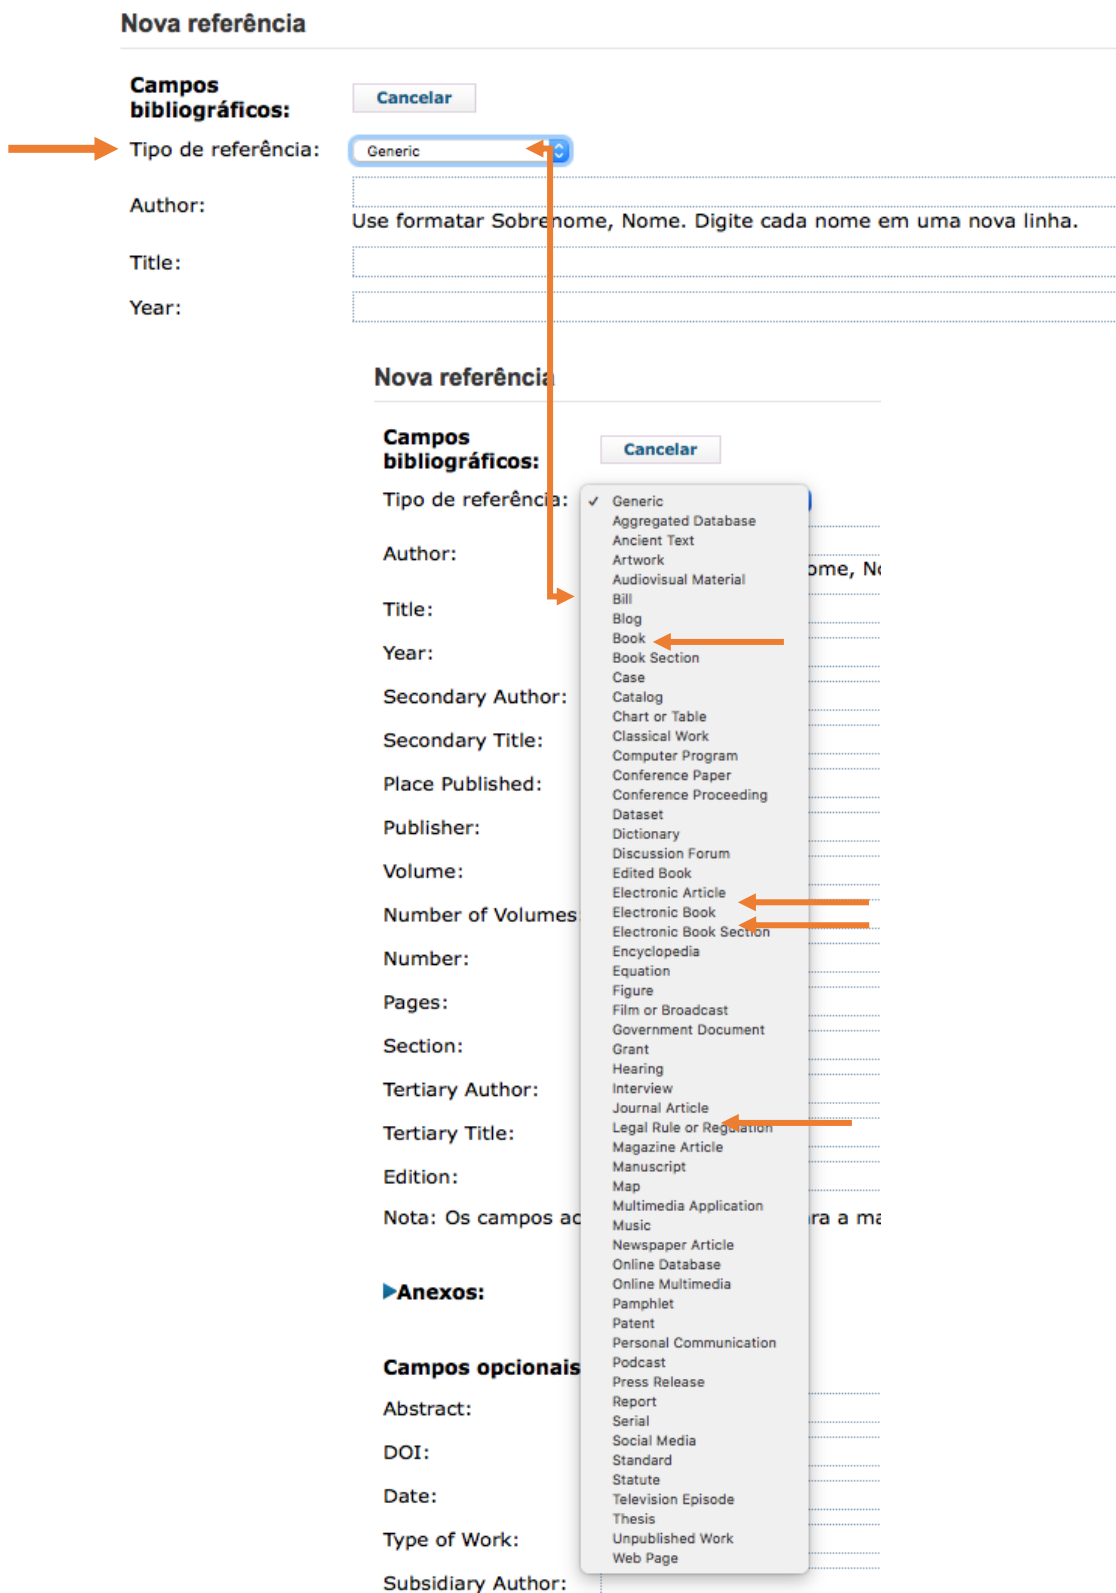 Nova referência
Campos
bibliográficos:
Cancelar
Tipo de referência:
Generic
Author:
Use formatar Sobrenome, Nome. Digite cada nome em uma nova linha.
Title:
Year:
Nova referência
Campos
bibliográficos:
Cancelar
Tipo de referência:
Author:
ome, No
Title:
Year:
Secondary Author:
Secondary Title:
Place Published:
Publisher:
Volume:
Number of Volumes
Number:
Pages:
Section:
Tertiary Author:
Tertiary Title:
Edition:
Nota: Os campos ac
ra a ma
Anexos:
Campos opcionais
Abstract:
DOI:
Date:
Type of Work:
Subsidiary Author:
✓ Generic
Aggregated Database
Ancient Text
Artwork
Audiovisual Material
Bill
Blog
Book
Book Section
Case
Catalog
Chart or Table
Classical Work
Computer Program
Conference Paper
Conference Proceeding
Dataset
Dictionary
Discussion Forum
Edited Book
Electronic Article
Electronic Book
Electronic Book Section
Encyclopedia
Equation
Figure
Film or Broadcast
Government Document
Grant
Hearing
Interview
Journal Article
Legal Rule or Regulation
Magazine Article
Manuscript
Map
Multimedia Application
Music
Newspaper Article
Online Database
Online Multimedia
Pamphlet
Patent
Personal Communication
Podcast
Press Release
Report
Serial
Social Media
Standard
Statute
Television Episode
Thesis
Unpublished Work
Web Page